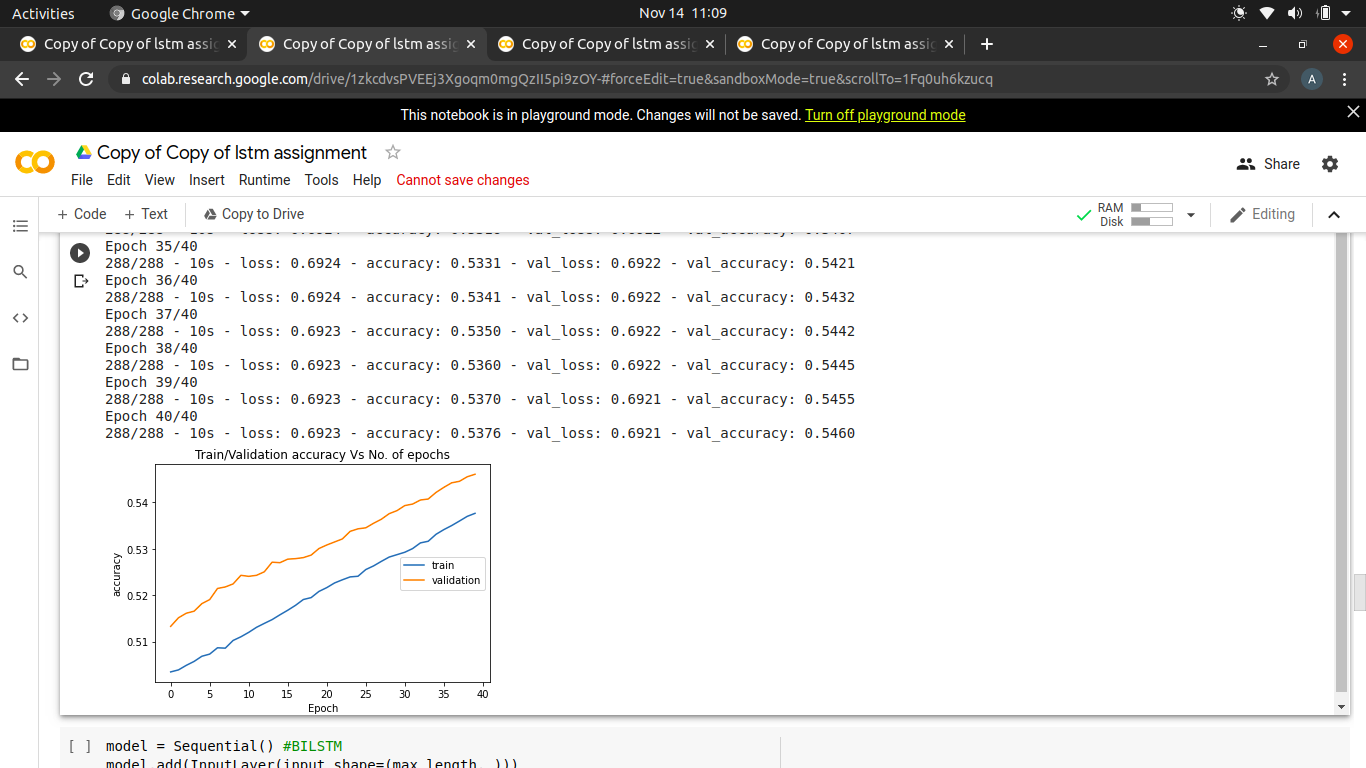 Activities
Google Chrome
Nov 14 11:09
Copy of Copy of lstm assig
Copy of Copy of lstm assig
Copy of Copy of lstm assig
Copy of Copy of lstm assig
colab.research.google.com/drive/1zkcdvsPVEEj3Xgoqm0mgQzII5pi9zOY-#forceEdit=true&sandboxMode=true&scrollTo=1Fq0uh6kzucq
A
This notebook is in playground mode. Changes will not be saved. Turn off playground mode
Copy of Copy of lstm assignment
Share
File Edit View Insert Runtime Tools Help Cannot save changes
+ Code + Text Copy to Drive
RAM
Disk
Editing
Epoch 35/40
288/288 - 10s - loss: 0.6924 - accuracy: 0.5331 - val_loss: 0.6922 - val_accuracy: 0.5421
Epoch 36/40
288/288 - 10s - loss: 0.6924 - accuracy: 0.5341 - val_loss: 0.6922 - val_accuracy: 0.5432
Epoch 37/40
288/288 - 10s - loss: 0.6923 - accuracy: 0.5350 - val_loss: 0.6922 - val_accuracy: 0.5442
Epoch 38/40
288/288 - 10s - loss: 0.6923 - accuracy: 0.5360 - val_loss: 0.6922 - val_accuracy: 0.5445
Epoch 39/40
288/288 - 10s - loss: 0.6923 - accuracy: 0.5370 - val_loss: 0.6921 - val_accuracy: 0.5455
Epoch 40/40
288/288 - 10s - loss: 0.6923 - accuracy: 0.5376 - val_loss: 0.6921 - val_accuracy: 0.5460
Train/Validation accuracy Vs No. of epochs
0.54
0.53
0.52
0.51
accuracy
train
validation
0 5 10 15 20 25 30 35 40
Epoch
[ ] model = Sequential() #BILSTM
model.add(InputLayer(input_shape=(max_length, )))